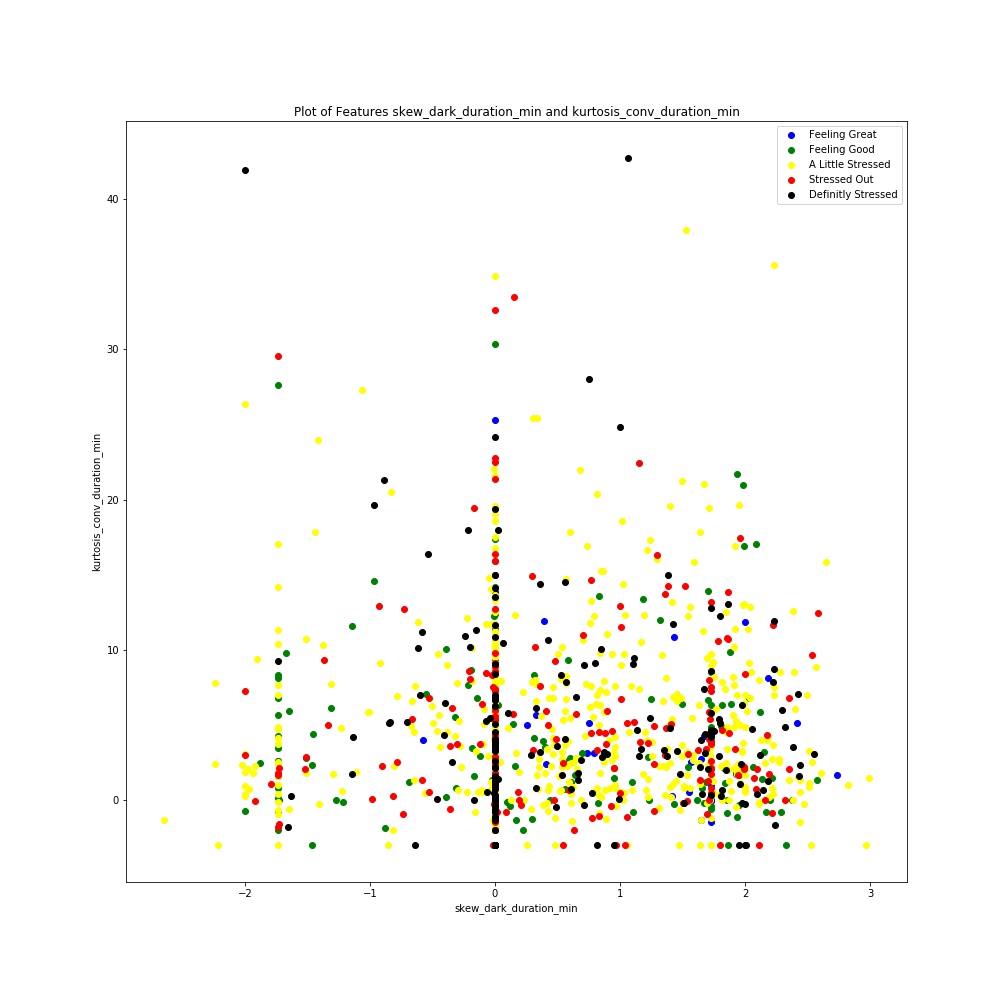 Plot of Features skew_dark_duration_min and kurtosis_conv_duration_min
Feeling Great
Feeling Good
A Little Stressed
Stressed Out
Definitly Stressed
40
30
20
10
0
kurtosis_conv_duration_min
−2
−1
0
1
2
3
skew_dark_duration_min